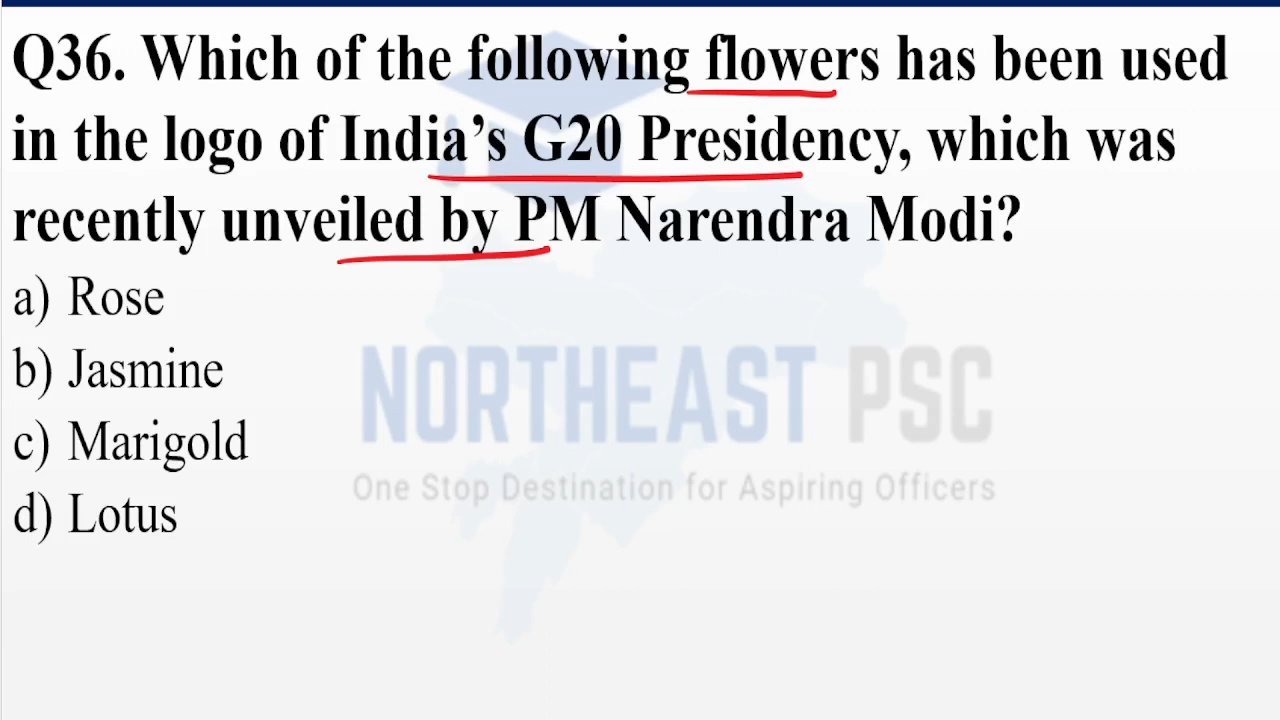 Q36. Which of the following flowers has been used
in the logo of India’s G20 Presidency, which was
recently unveiled by PM Narendra Modi?
a) Rose
b) Jasmine
c) Marigold
d) Lotus
NORTHEAST PSC
One Stop Destination for Aspiring Officers